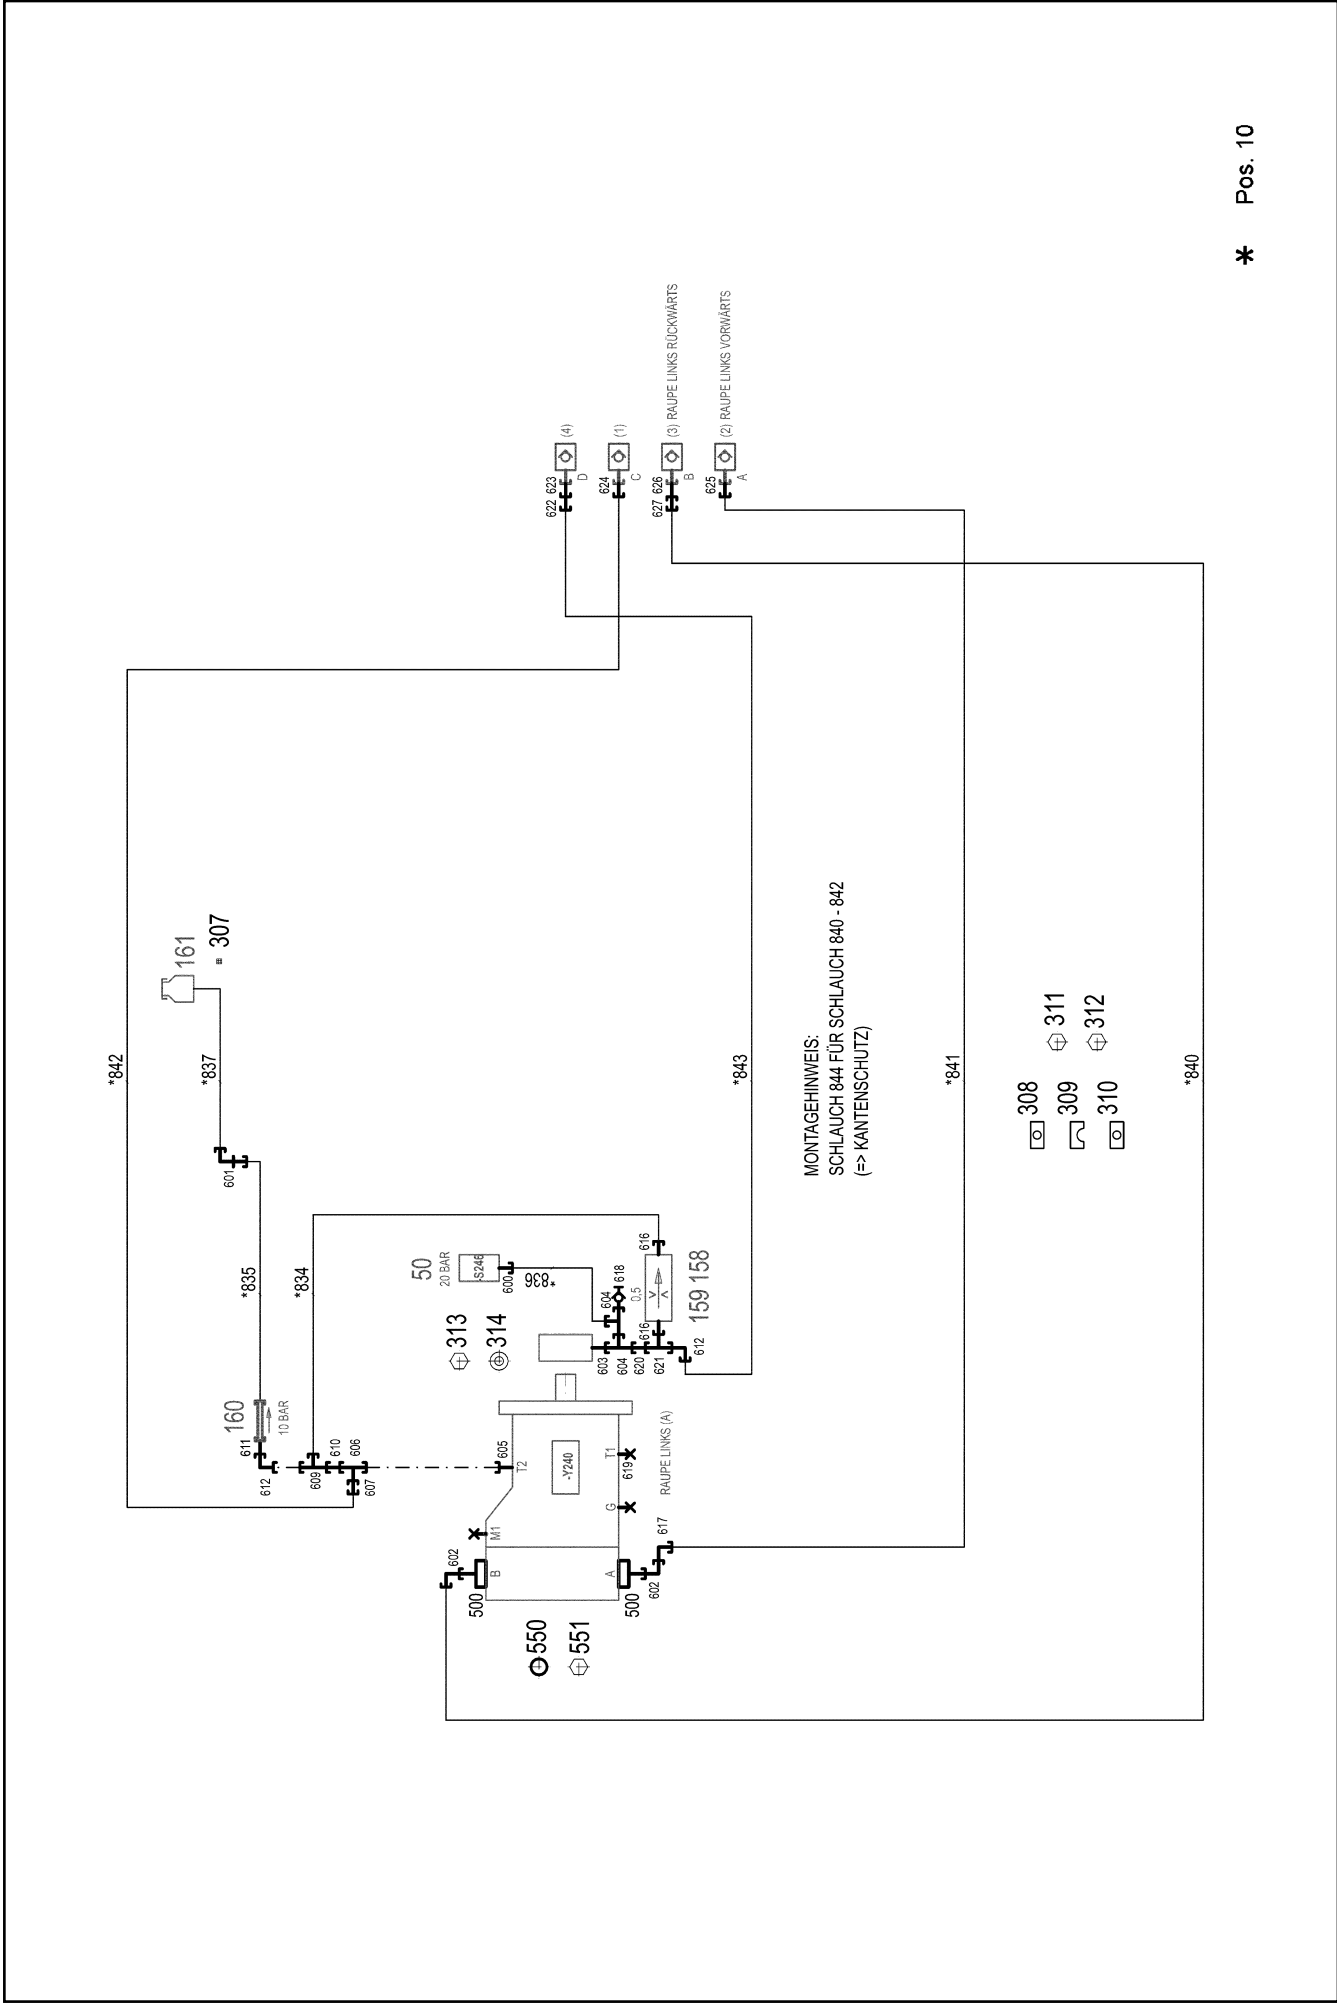 *842
*837
161
307
601
*835
*834
160
10 BAR
611
612
609
610
606
607
50
20 BAR
-S246
600
*836
313
314
604
618
0,5
616
159 158
603
604
620
621
616
612
605
T2
-Y240
T1
619
G
M1
RAUPE LINKS (A)
602
B
500
A
500
602
617
550
551
622 623
D
(4)
624
C
(1)
627 626
B
(3) RAUPE LINKS RÜCKWÄRTS
625
A
(2) RAUPE LINKS VORWÄRTS
*843
MONTAGEHINWEIS:
SCHLAUCH 844 FÜR SCHLAUCH 840 - 842
(=> KANTENSCHUTZ)
*841
308
309
310
311
312
*840
* Pos. 10